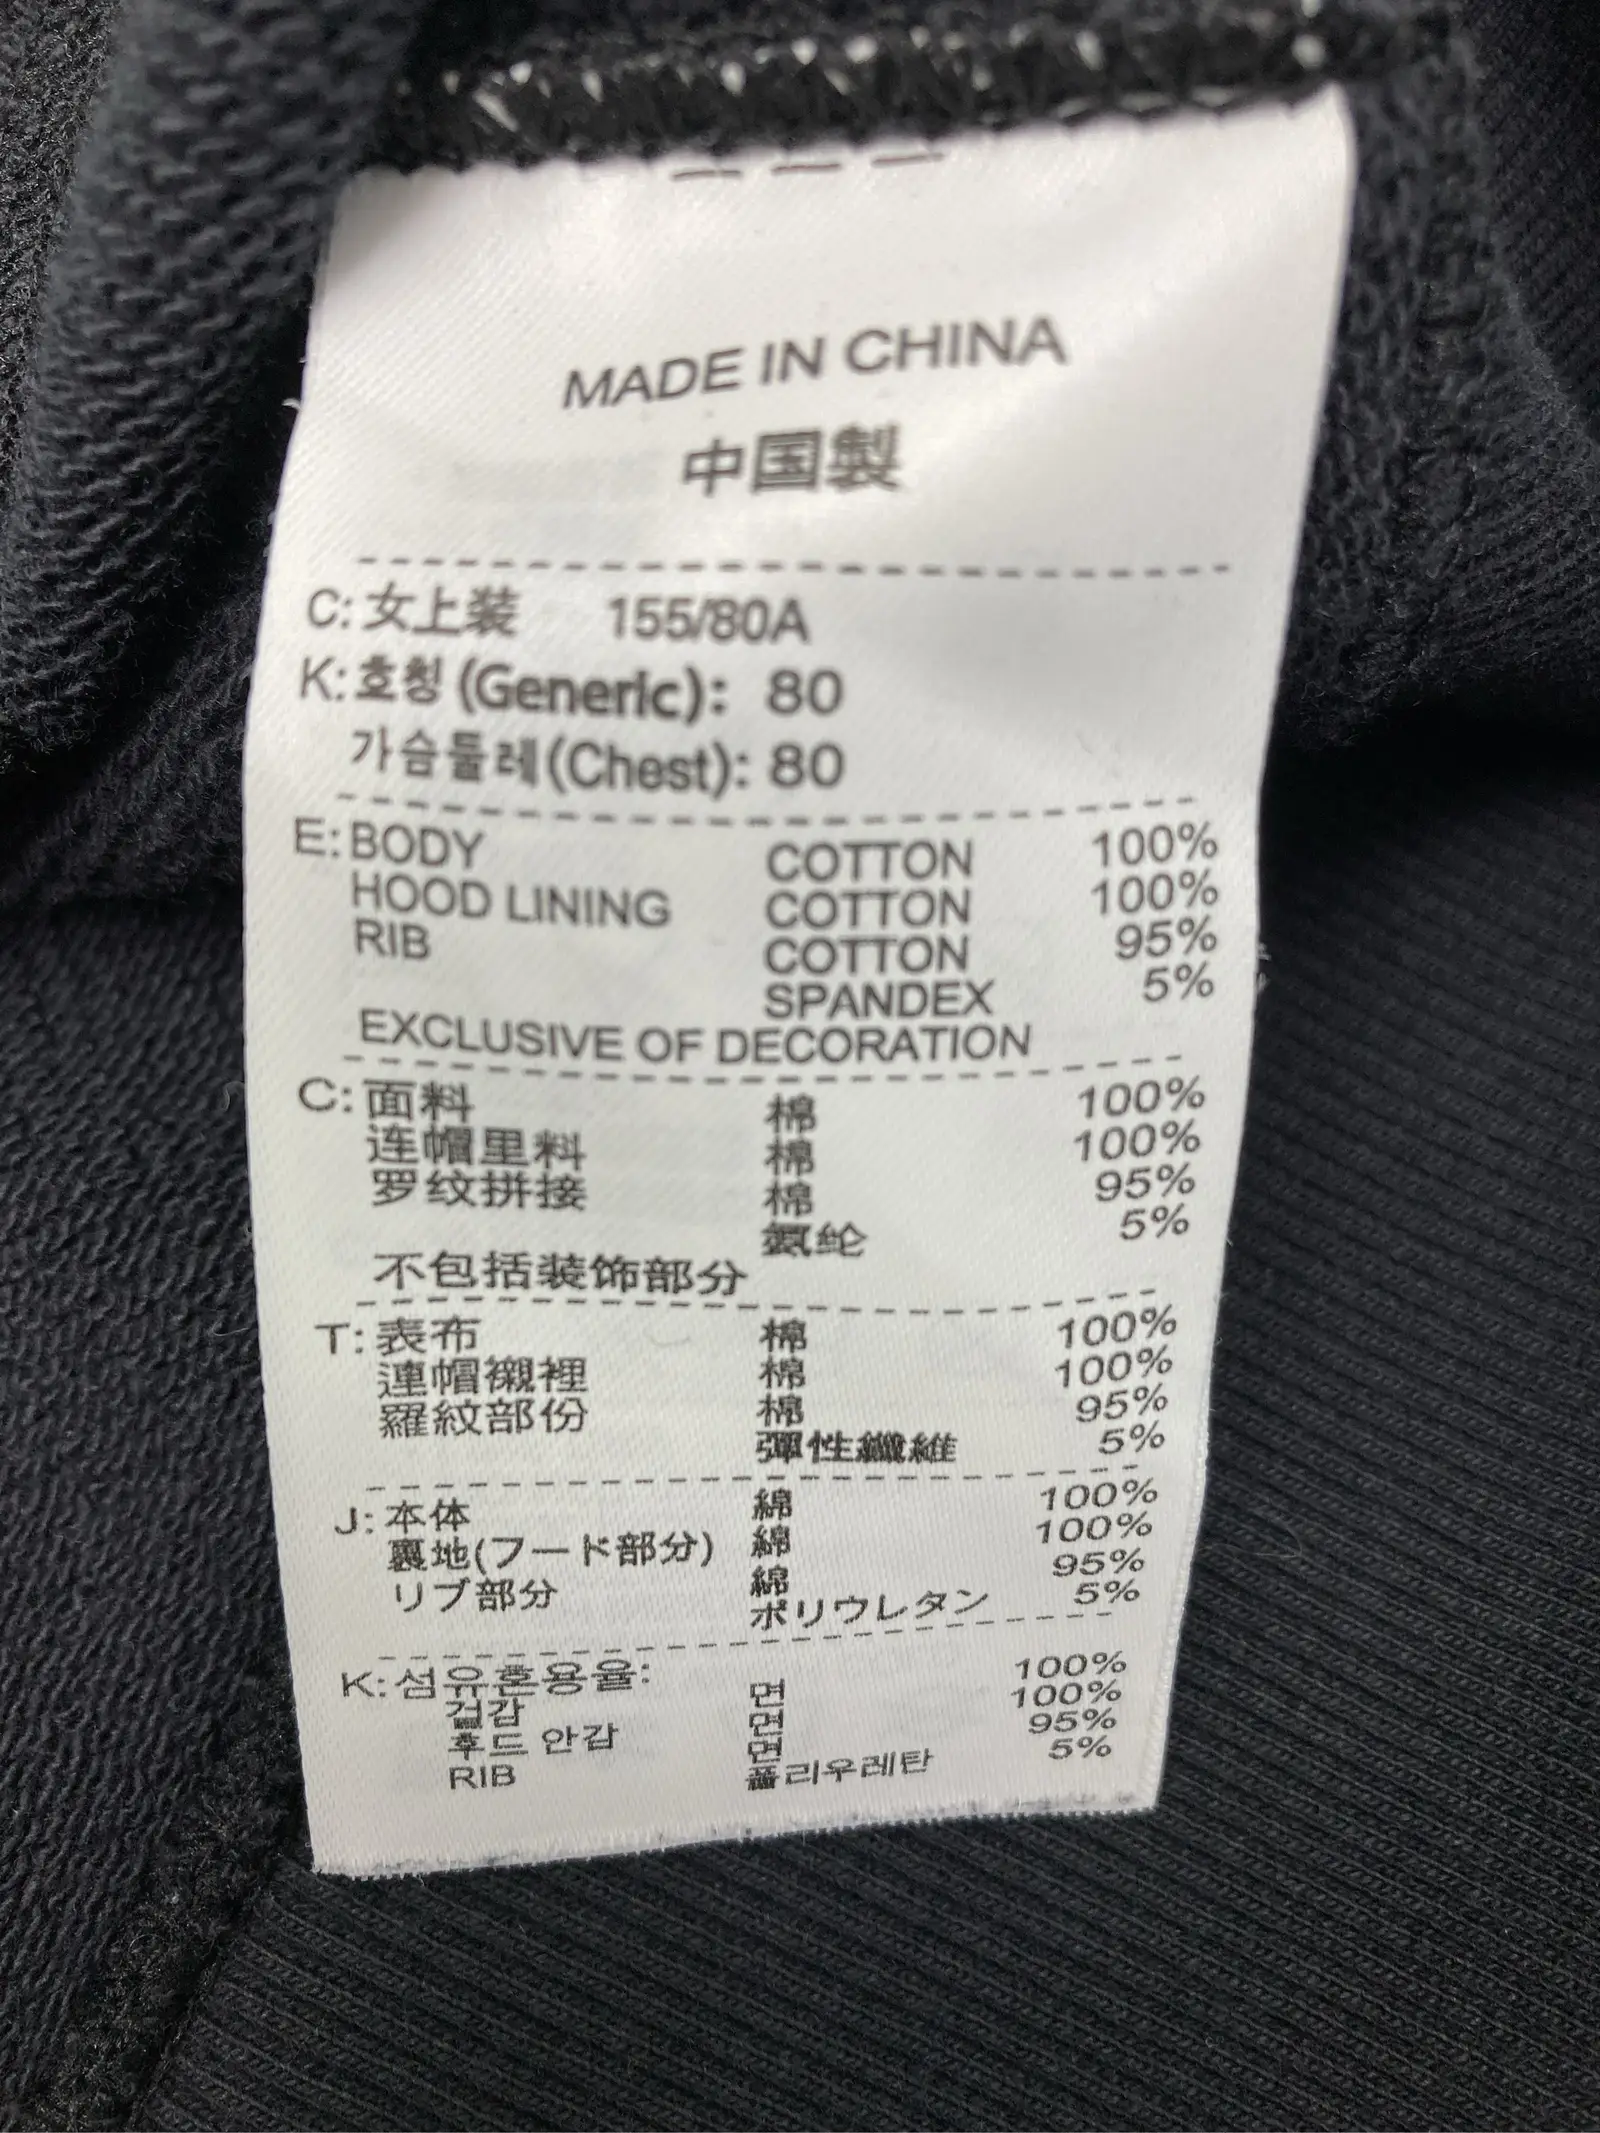 MADE IN CHINA
中国製
C: 女上装 155/80A
K: 호칭 (Generic): 80
가슴둘레(Chest): 80
E: BODY COTTON 100%
HOOD LINING COTTON 100%
RIB COTTON 95%
SPANDEX 5%
EXCLUSIVE OF DECORATION
C: 面料 棉 100%
连帽里料 棉 100%
罗纹拼接 棉 95%
氨纶 5%
不包括装饰部分
T: 表布 棉 100%
連帽襯裡 棉 100%
羅紋部份 棉 95%
彈性纖維 5%
J: 本体 綿 100%
裏地(フード部分) 綿 100%
リブ部分 綿 95%
ポリウレタン 5%
K: 섬유혼용율: 100%
겉감 면 100%
후드 안감 면 95%
RIB 면 5%
폴리우레탄